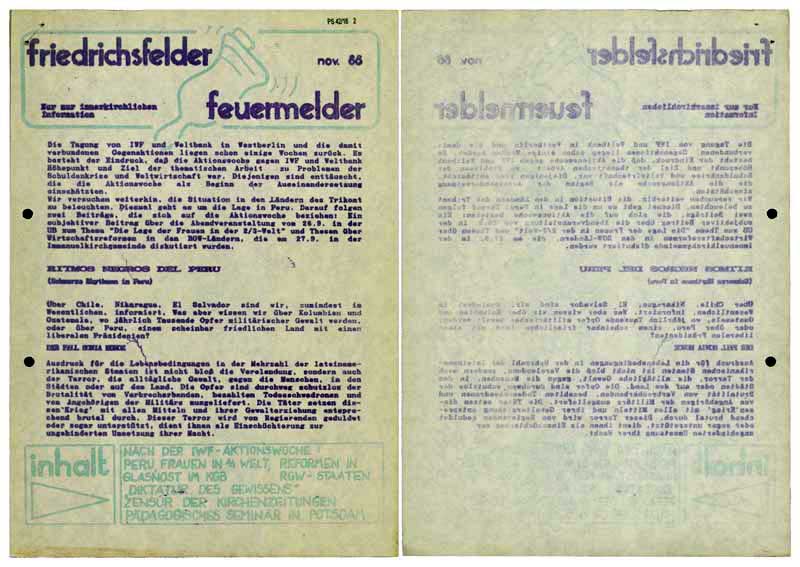 PS 42/18 2
friedrichsfelder
nov. 88
feuermelder
Nur zur innerkirchlichen
Information
Die Tagung von IWF und Weltbank in Westberlin und die damit
verbundenen Gegenaktionen liegen schon einige Wochen zurück. Es
besteht der Eindruck, daß die Aktionswoche gegen IWF und Weltbank
Höhepunkt und Ziel der thematischen Arbeit zu Problemen der
Schuldenkrise und Weltwirtschaft war. Diejenigen sind enttäuscht,
die die Aktionswoche als Beginn der Auseinandersetzung
einschätzten.
Wir versuchen weiterhin, die Situation in den Ländern des Trikont
zu beleuchten. Diesmal geht es um die Lage in Peru. Darauf folgen
zwei Beiträge, die sich auf die Aktionswoche beziehen: Ein
subjektiver Beitrag über die Abendveranstaltung vom 26.9. in der
UB zum Thema "Die Lage der Frauen in der 2/3-Welt" und Thesen über
Wirtschaftsreformen in den RGW-Ländern, die am 27.9. in der
Immanuelkirchgemeinde diskutiert wurden.
RITMOS NEGROS DEL PERU
(Schwarze Rhythmen in Peru)
Über Chile, Nikaragua, El Salvador sind wir, zumindest im
Wesentlichen, informiert. Was aber wissen wir über Kolumbien und
Guatemala, wo jährlich Tausende Opfer militärischer Gewalt werden,
oder über Peru, einem scheinbar friedlichen Land mit einem
liberalen Präsidenten?
DER FALL SONIA
Ausdruck für die Lebensbedingungen in der Mehrzahl der lateiname-
rikanischen Staaten ist nicht bloß die Verelendung, sondern auch
der Terror, die alltägliche Gewalt, gegen die Menschen, in den
Städten oder auf dem Land. Die Opfer sind durchweg schutzlos der
Brutalität von Verbrecherbanden, bezahlten Todesschwadronen und
von Angehörigen des Militärs ausgeliefert. Die Täter setzen die-
sen "Krieg" mit allen Mitteln und ihrer Gewaltsrichtung entspre-
chend brutal durch. Dieser Terror wird von Regierenden geduldet
oder sogar unterstützt, dient ihnen als Einschüchterung zur
ungehinderten Umsetzung ihrer Macht.
inhalt
NACH DER IWF-AKTIONSWOCHE:
PERU, FRAUEN IN ⅔ WELT, REFORMEN IN
GLASNOST IM KGB RGW-STAATEN
"DIKTATUR DES GEWISSENS"
ZENSUR DER KIRCHENZEITUNGEN
PÄDAGOGISCHES SEMINAR IN POTSDAM